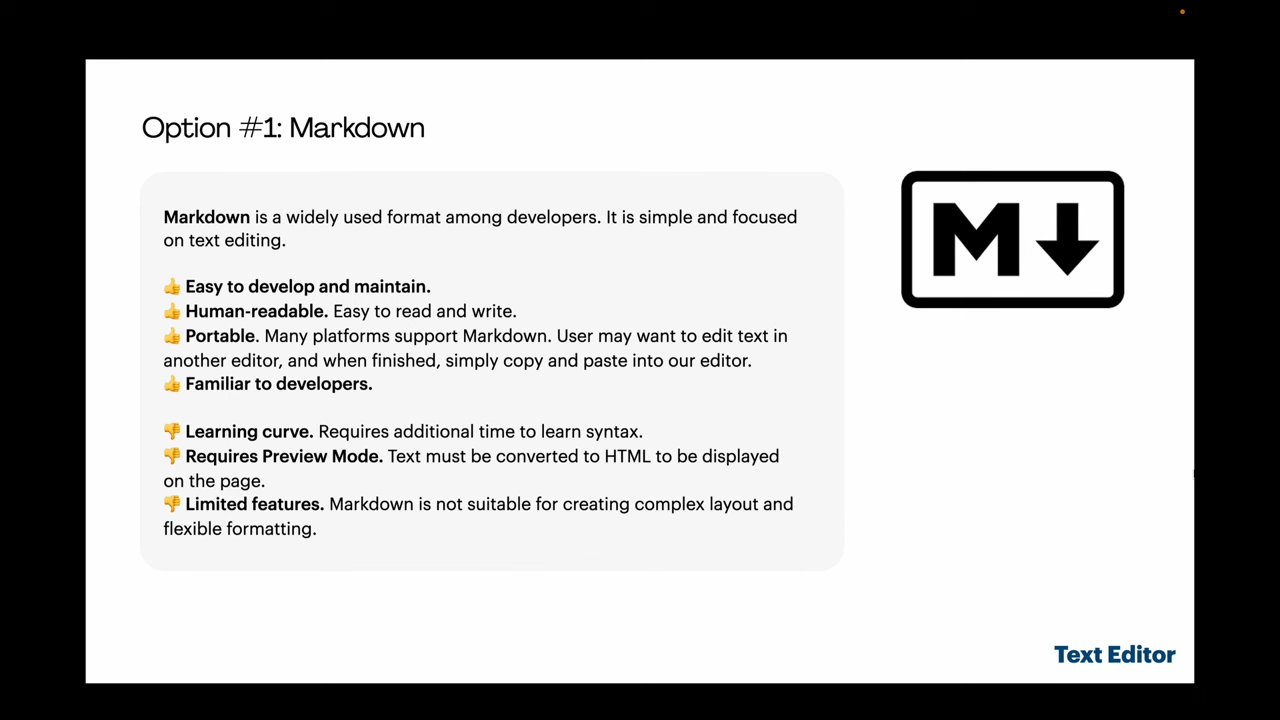 Option #1: Markdown
Markdown is a widely used format among developers. It is simple and focused
on text editing.
👍 Easy to develop and maintain.
👍 Human-readable. Easy to read and write.
👍 Portable. Many platforms support Markdown. User may want to edit text in
another editor, and when finished, simply copy and paste into our editor.
👍 Familiar to developers.
👎 Learning curve. Requires additional time to learn syntax.
👎 Requires Preview Mode. Text must be converted to HTML to be displayed
on the page.
👎 Limited features. Markdown is not suitable for creating complex layout and
flexible formatting.
M
Text Editor